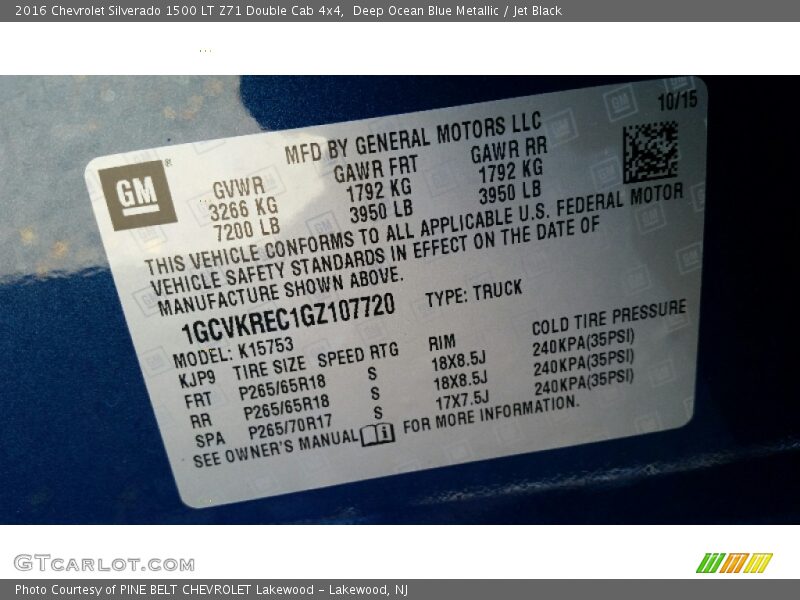 2016 Chevrolet Silverado 1500 LT Z71 Double Cab 4x4,  Deep Ocean Blue Metallic / Jet Black
10/15
GM ®
MFD BY GENERAL MOTORS LLC
GVWR GAWR FRT GAWR RR
3266 KG 1792 KG 1792 KG
7200 LB 3950 LB 3950 LB
THIS VEHICLE CONFORMS TO ALL APPLICABLE U.S. FEDERAL MOTOR
VEHICLE SAFETY STANDARDS IN EFFECT ON THE DATE OF
MANUFACTURE SHOWN ABOVE.
1GCVKREC1GZ107720 TYPE: TRUCK
MODEL: K15753
KJP9 TIRE SIZE SPEED RTG RIM COLD TIRE PRESSURE
FRT P265/65R18 S 18X8.5J 240KPA(35PSI)
RR P265/65R18 S 18X8.5J 240KPA(35PSI)
SPA P265/70R17 S 17X7.5J 240KPA(35PSI)
SEE OWNER'S MANUAL i FOR MORE INFORMATION.
GTCARLOT.COM
Photo Courtesy of PINE BELT CHEVROLET Lakewood - Lakewood, NJ